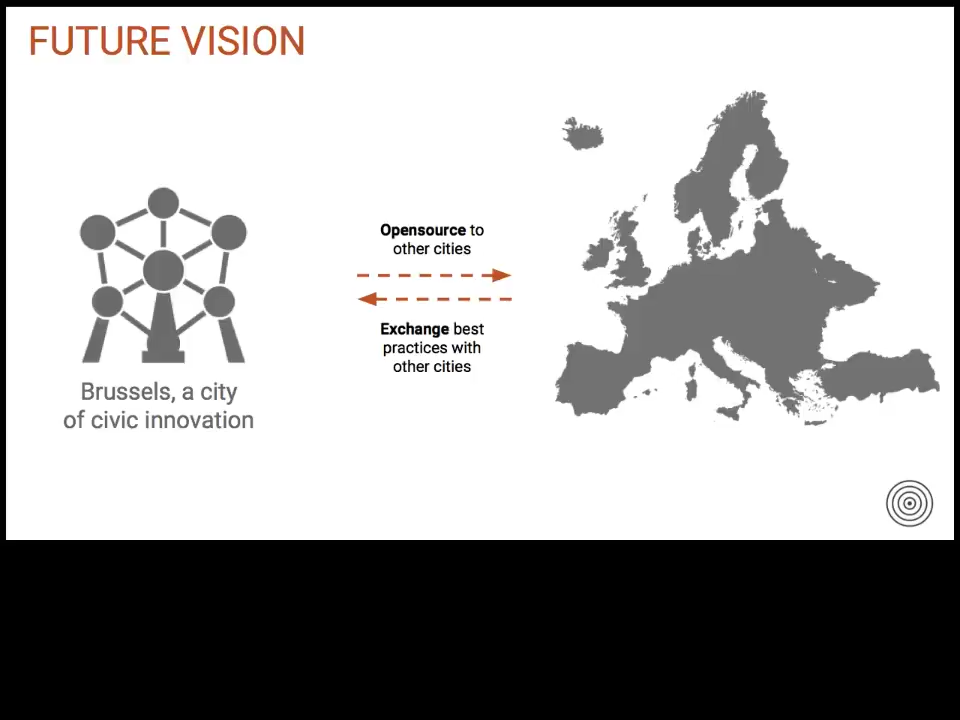 FUTURE VISION
Opensource to
other cities
Exchange best
practices with
other cities
Brussels, a city
of civic innovation